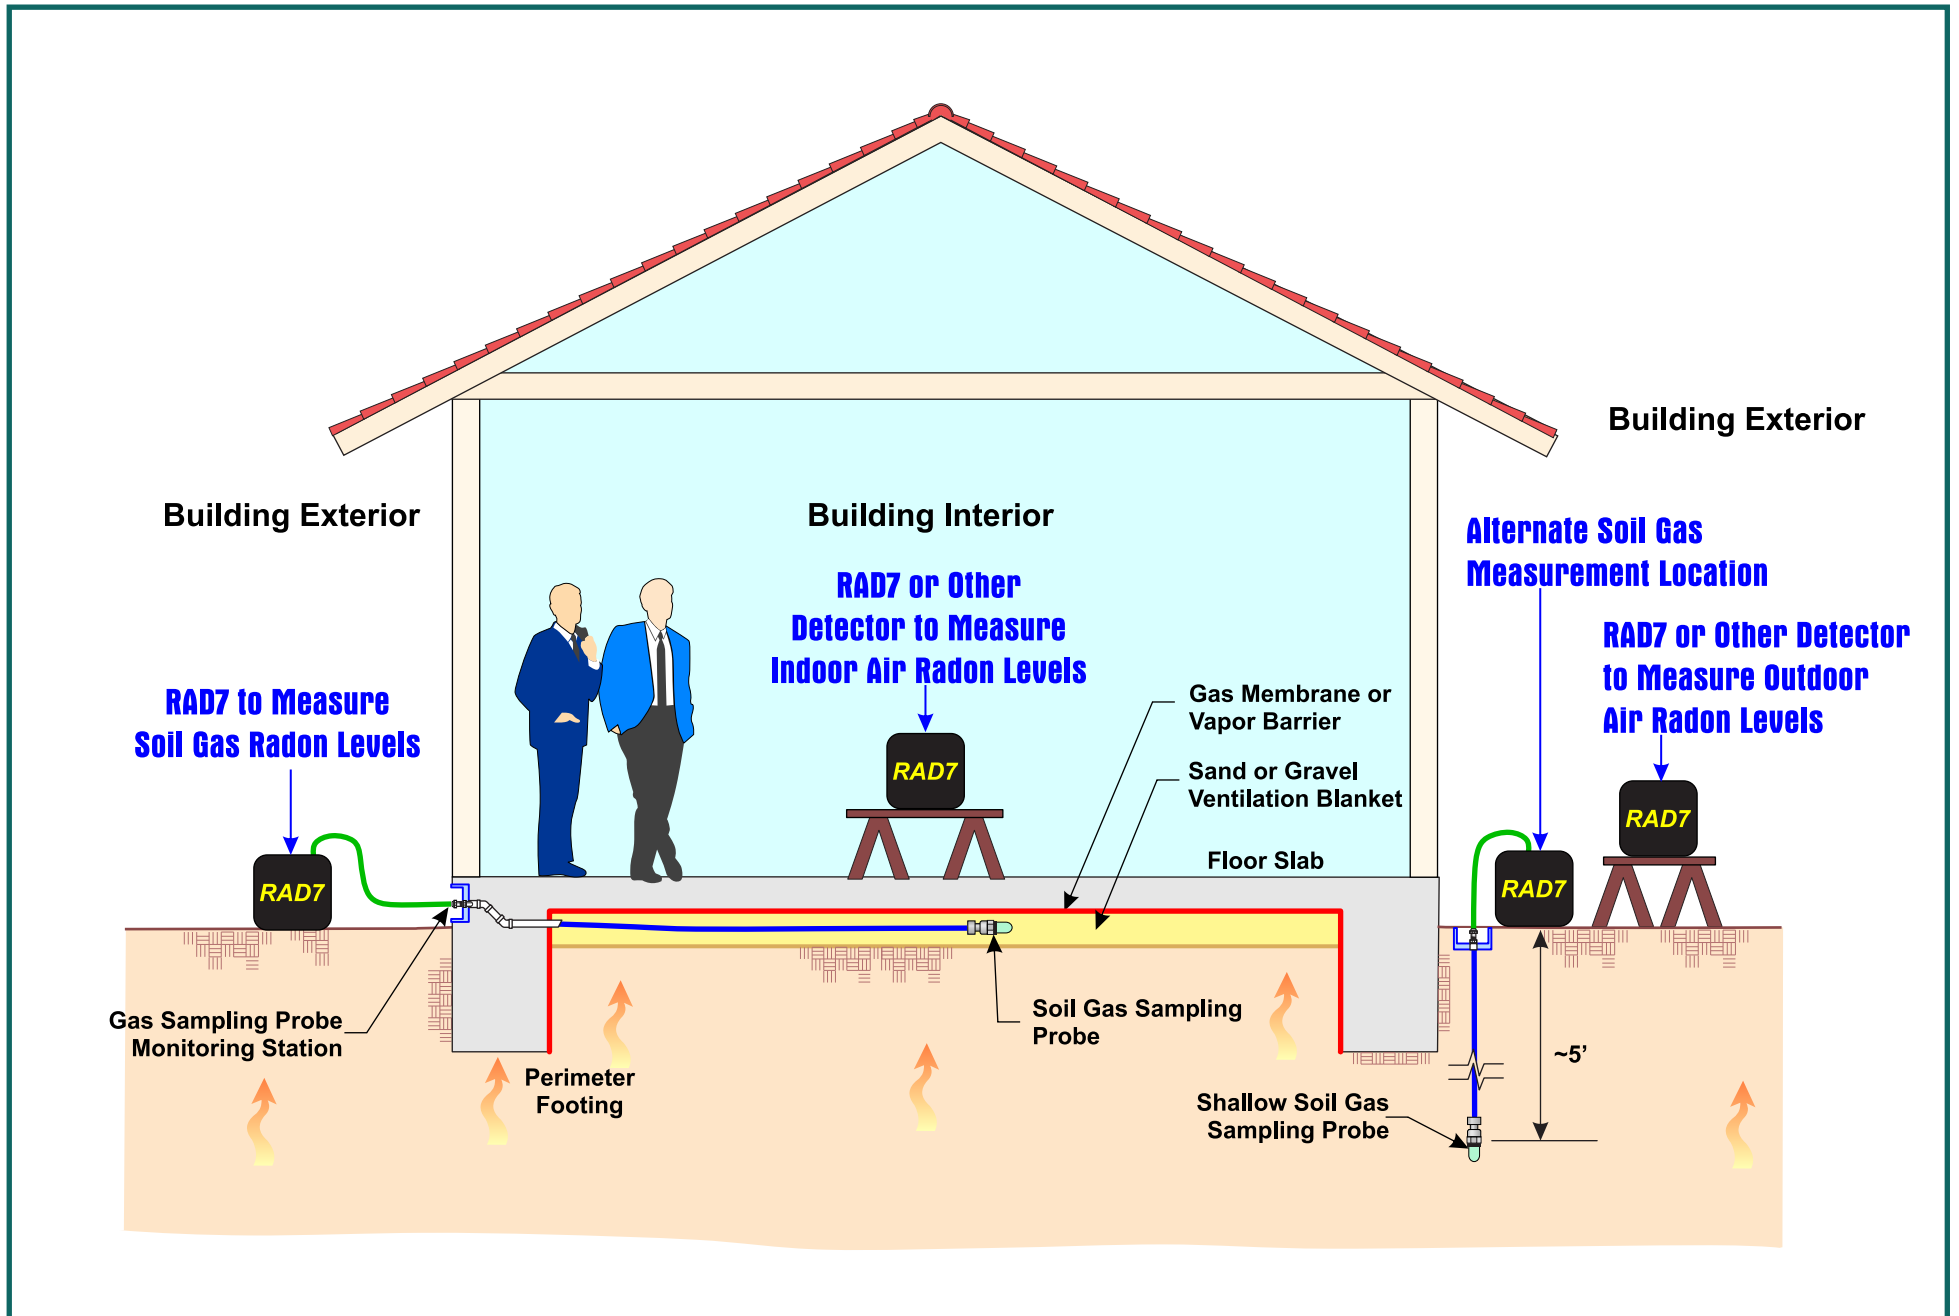 Building Exterior
Building Exterior
Building Interior
Alternate Soil Gas
Measurement Location
RAD7 or Other
Detector to Measure
Indoor Air Radon Levels
RAD7 or Other Detector
to Measure Outdoor
Air Radon Levels
RAD7 to Measure
Soil Gas Radon Levels
Gas Membrane or
Vapor Barrier
Sand or Gravel
Ventilation Blanket
RAD7
RAD7
Floor Slab
RAD7
RAD7
Gas Sampling Probe
Monitoring Station
Soil Gas Sampling
Probe
~5’
Perimeter
Footing
Shallow Soil Gas
Sampling Probe